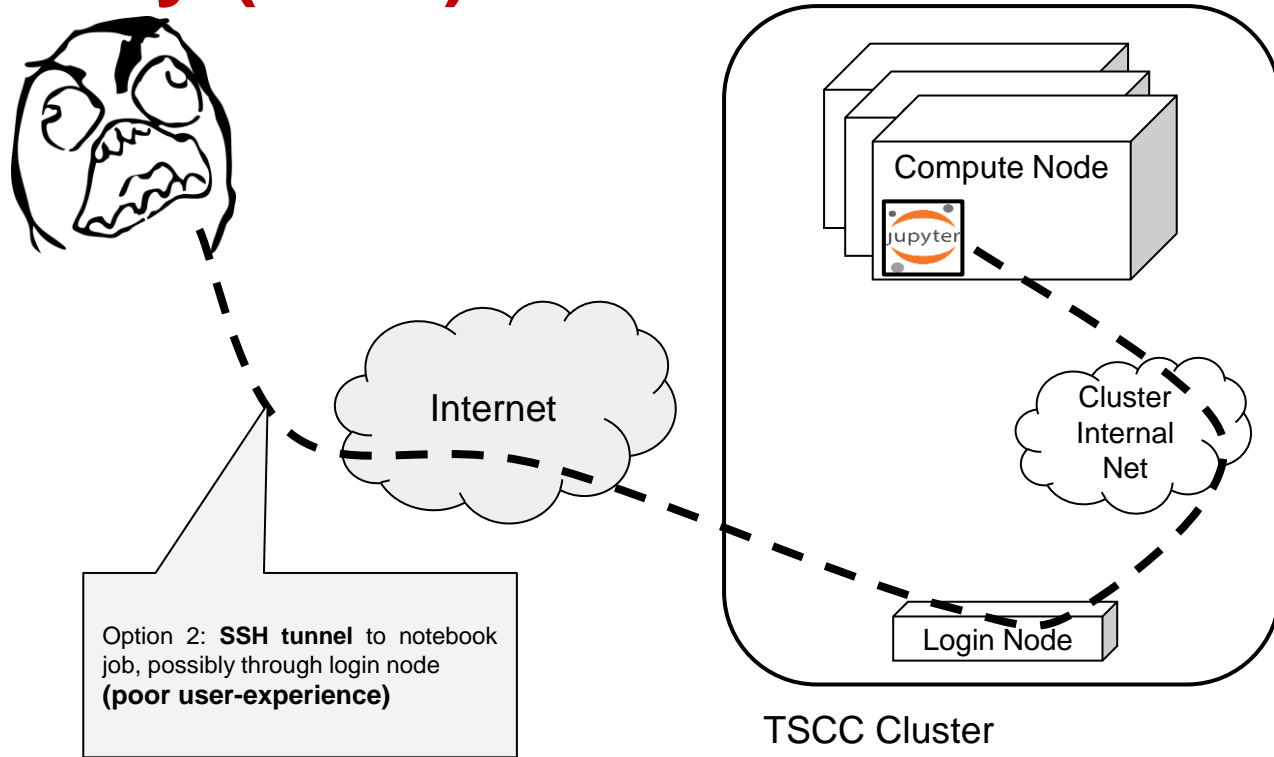 Compute Node
jupyter
Internet
Cluster
Internal
Net
Option 2: SSH tunnel to notebook
job, possibly through login node
(poor user-experience)
Login Node
TSCC Cluster